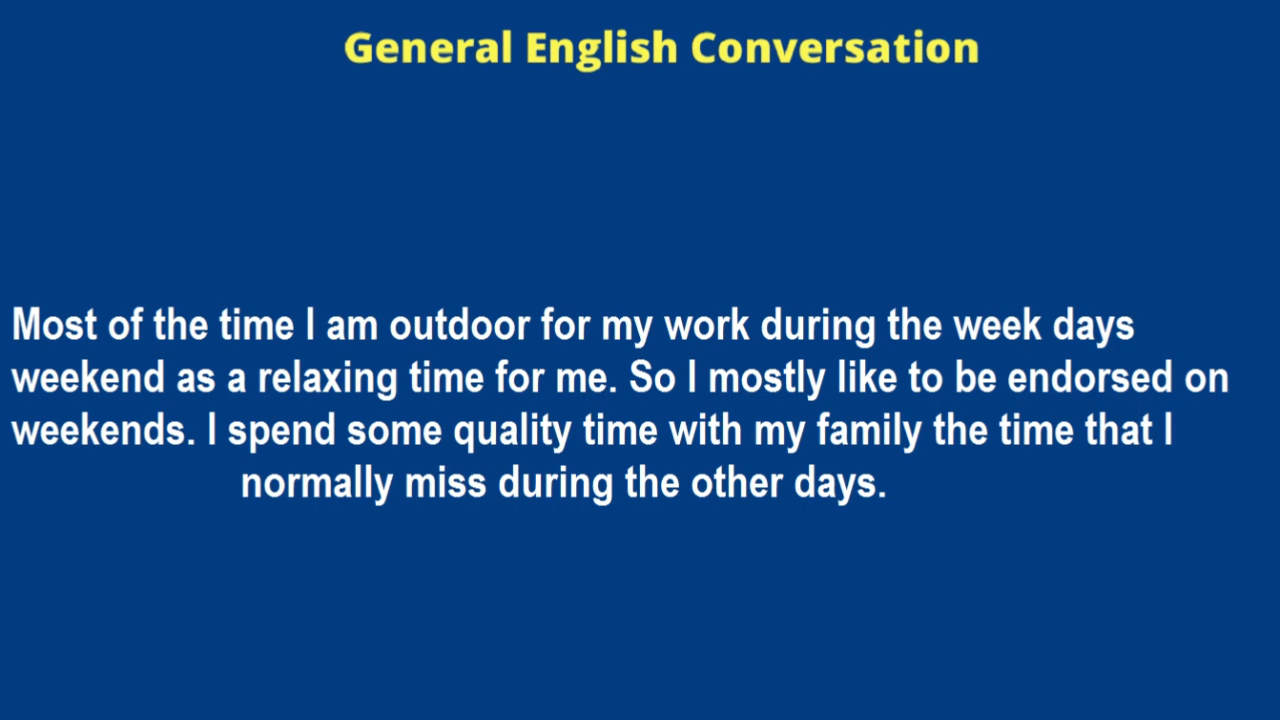 General English Conversation
Most of the time I am outdoor for my work during the week days
weekend as a relaxing time for me. So I mostly like to be endorsed on
weekends. I spend some quality time with my family the time that I
normally miss during the other days.